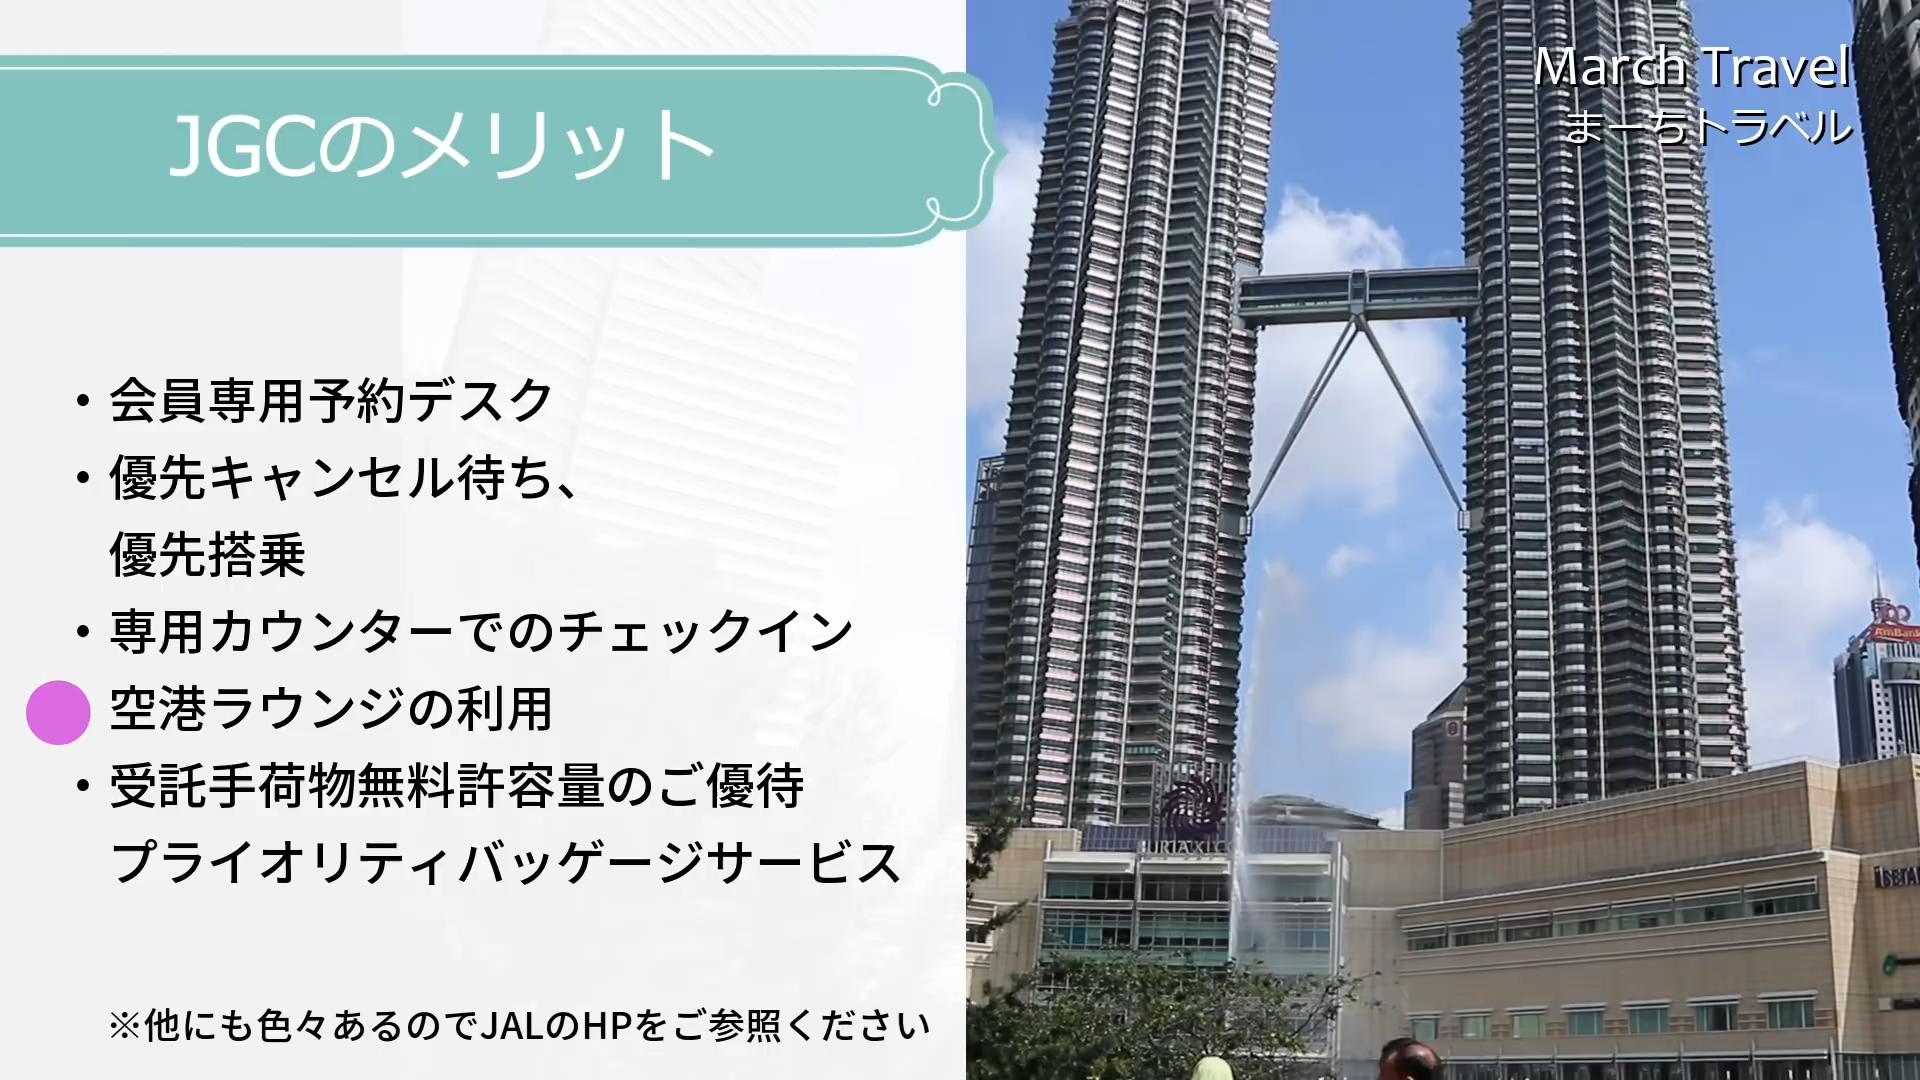 JGCのメリット
March Travel
まーちトラベル
・会員専用予約デスク
・優先キャンセル待ち、
優先搭乗
・専用カウンターでのチェックイン
空港ラウンジの利用
・受託手荷物無料許容量のご優待
プライオリティバッゲージサービス
※他にも色々あるのでJALのHPをご参照ください
AmBank